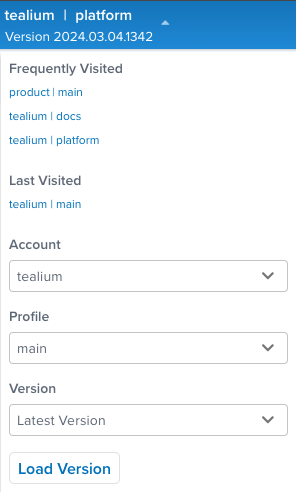 tealium | platform
Version 2024.03.04.1342
Frequently Visited
product | main
tealium | docs
tealium | platform
Last Visited
tealium | main
Account
tealium
Profile
main
Version
Latest Version
Load Version